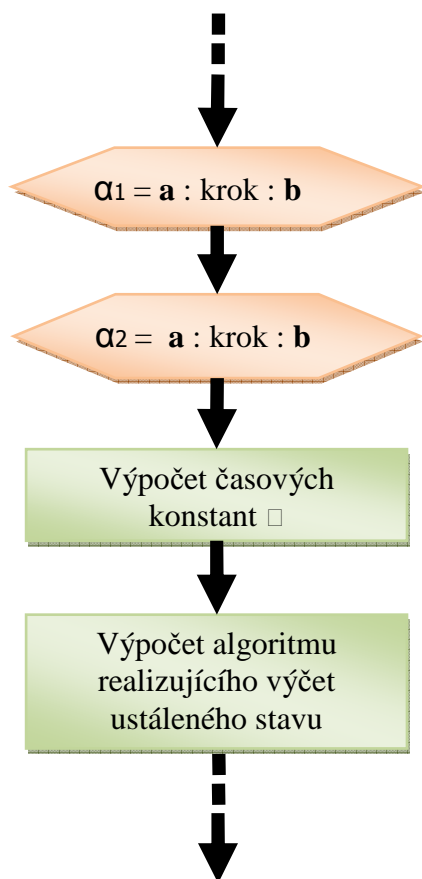 α1 = a : krok : b
α2 = a : krok : b
Výpočet časových
konstant □
Výpočet algoritmu
realizujícího výčet
ustáleného stavu